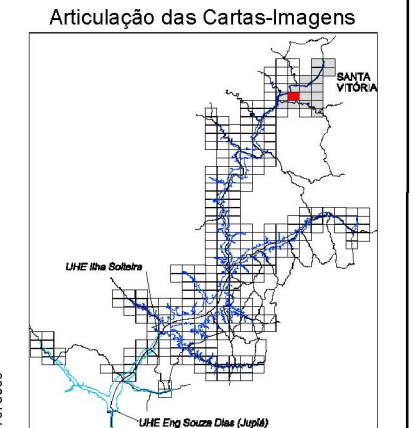 Articulação das Cartas-Imagens
SANTA
VITÓRIA
UHE Ilha Solteira
UHE Eng Souza Dias (Jupiá)